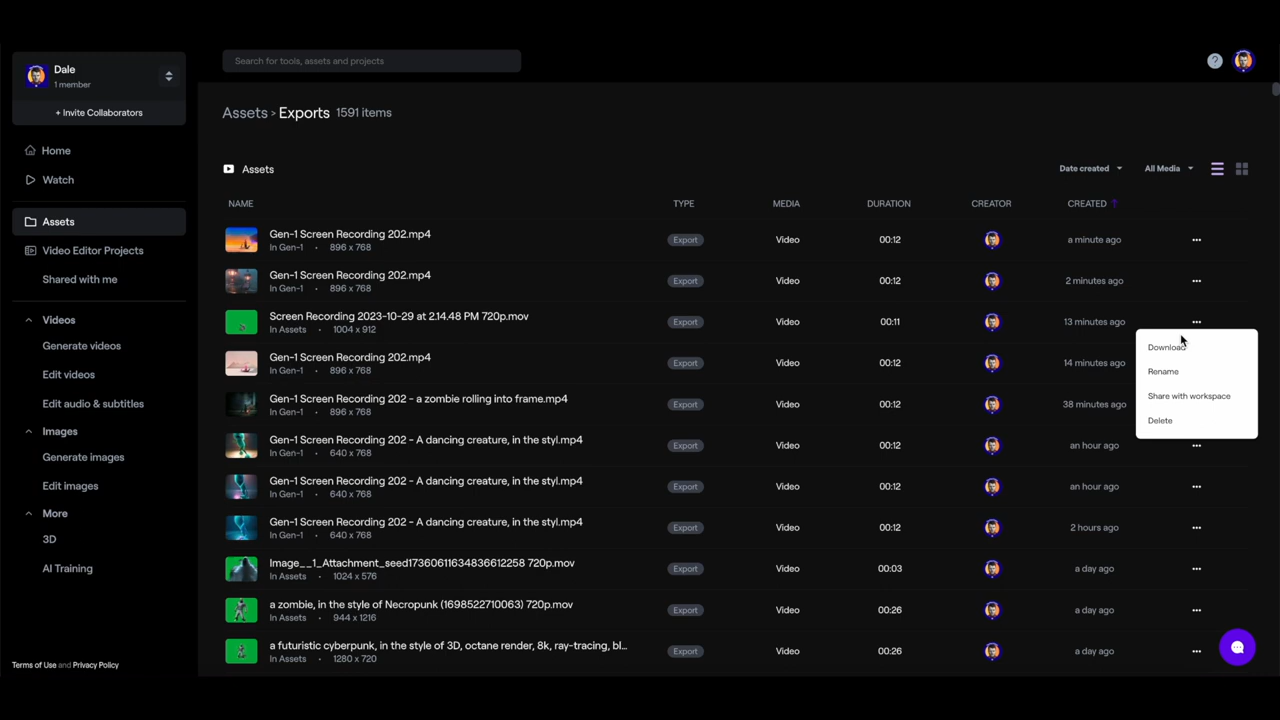 Dale
1 member
+ Invite Collaborators
Home
Watch
Assets
Video Editor Projects
Shared with me
Videos
Generate videos
Edit videos
Edit audio & subtitles
Images
Generate images
Edit images
More
3D
AI Training
Terms of Use and Privacy Policy
Search for tools, assets and projects
?
Assets > Exports 1591 items
Assets
Date created
All Media
NAME TYPE MEDIA DURATION CREATOR CREATED
Gen-1 Screen Recording 202.mp4
In Gen-1 • 896 x 768
Export Video 00:12 a minute ago
Gen-1 Screen Recording 202.mp4
In Gen-1 • 896 x 768
Export Video 00:12 2 minutes ago
Screen Recording 2023-10-29 at 2.14.48 PM 720p.mov
In Assets • 1004 x 912
Export Video 00:11 13 minutes ago
Gen-1 Screen Recording 202.mp4
In Gen-1 • 896 x 768
Export Video 00:12 14 minutes ago
Gen-1 Screen Recording 202 - a zombie rolling into frame.mp4
In Gen-1 • 896 x 768
Export Video 00:12 38 minutes ago
Gen-1 Screen Recording 202 - A dancing creature, in the styl.mp4
In Gen-1 • 640 x 768
Export Video 00:12 an hour ago
Gen-1 Screen Recording 202 - A dancing creature, in the styl.mp4
In Gen-1 • 640 x 768
Export Video 00:12 an hour ago
Gen-1 Screen Recording 202 - A dancing creature, in the styl.mp4
In Gen-1 • 640 x 768
Export Video 00:12 2 hours ago
Image__1_Attachment_seed17360611634836612258 720p.mov
In Assets • 1024 x 576
Export Video 00:03 a day ago
a zombie, in the style of Necropunk (1698522710063) 720p.mov
In Assets • 944 x 1216
Export Video 00:26 a day ago
a futuristic cyberpunk, in the style of 3D, octane render, 8k, ray-tracing, bl...
In Assets • 1280 x 720
Export Video 00:26 a day ago
Download
Rename
Share with workspace
Delete